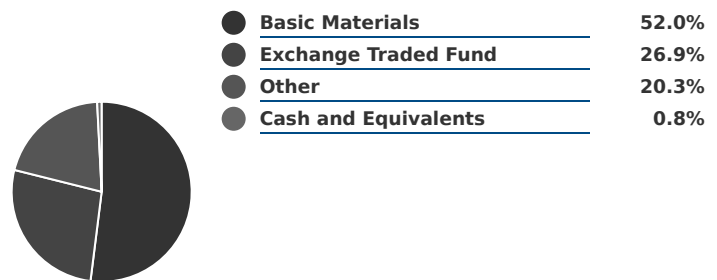 Basic Materials 52.0%
Exchange Traded Fund 26.9%
Other 20.3%
Cash and Equivalents 0.8%